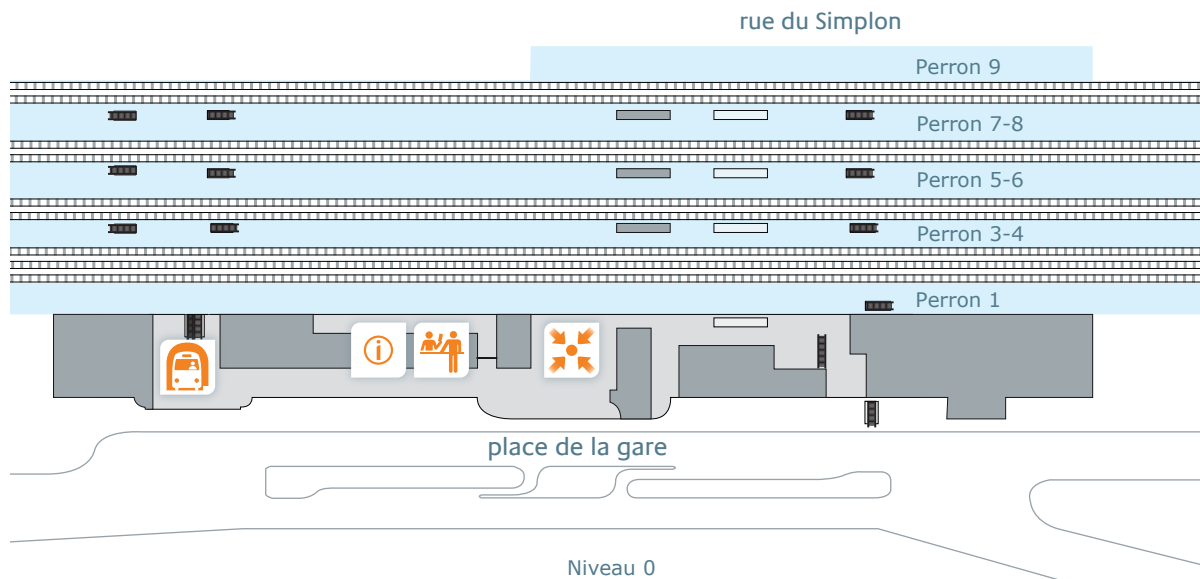 rue du Simplon
Perron 9
Perron 7-8
Perron 5-6
Perron 3-4
Perron 1
i
place de la gare
Niveau 0